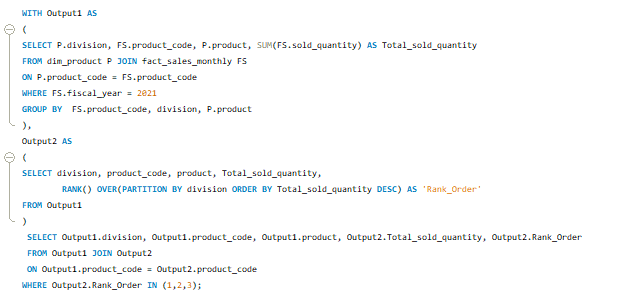 WITH Output1 AS
(
SELECT P.division, FS.product_code, P.product, SUM(FS.sold_quantity) AS Total_sold_quantity
FROM dim_product P JOIN fact_sales_monthly FS
ON P.product_code = FS.product_code
WHERE FS.fiscal_year = 2021
GROUP BY  FS.product_code, division, P.product
),
Output2 AS
(
SELECT division, product_code, product, Total_sold_quantity,
        RANK() OVER(PARTITION BY division ORDER BY Total_sold_quantity DESC) AS 'Rank_Order'
FROM Output1
)
 SELECT Output1.division, Output1.product_code, Output1.product, Output2.Total_sold_quantity, Output2.Rank_Order
 FROM Output1 JOIN Output2
 ON Output1.product_code = Output2.product_code
WHERE Output2.Rank_Order IN (1,2,3);